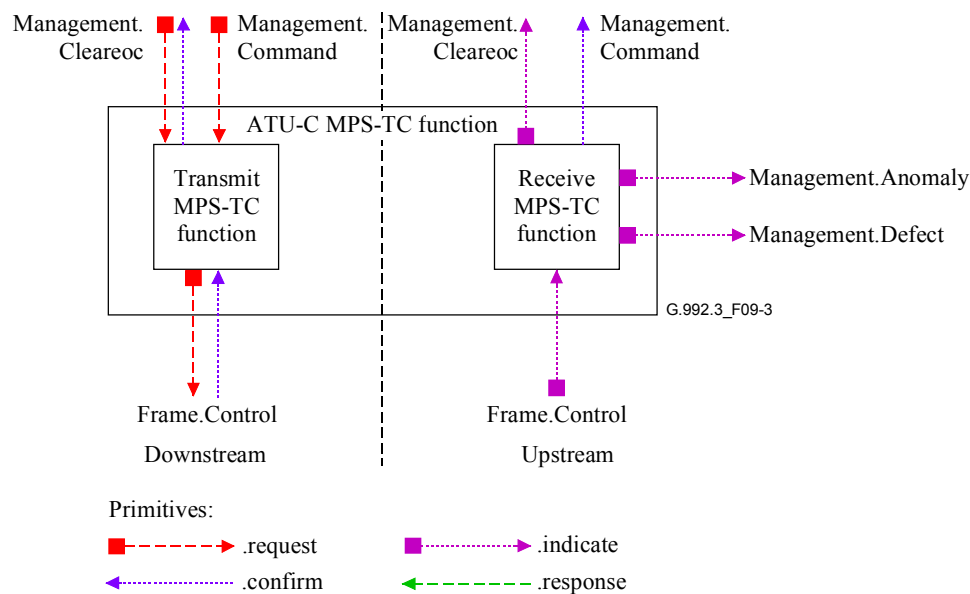 Management.
Cleareoc
Management.
Command
Management.
Cleareoc
Management.
Command
ATU-C MPS-TC function
Transmit
MPS-TC
function
Receive
MPS-TC
function
Management.Anomaly
Management.Defect
G.992.3_F09-3
Frame.Control
Downstream
Frame.Control
Upstream
Primitives:
.request
.indicate
.confirm
.response